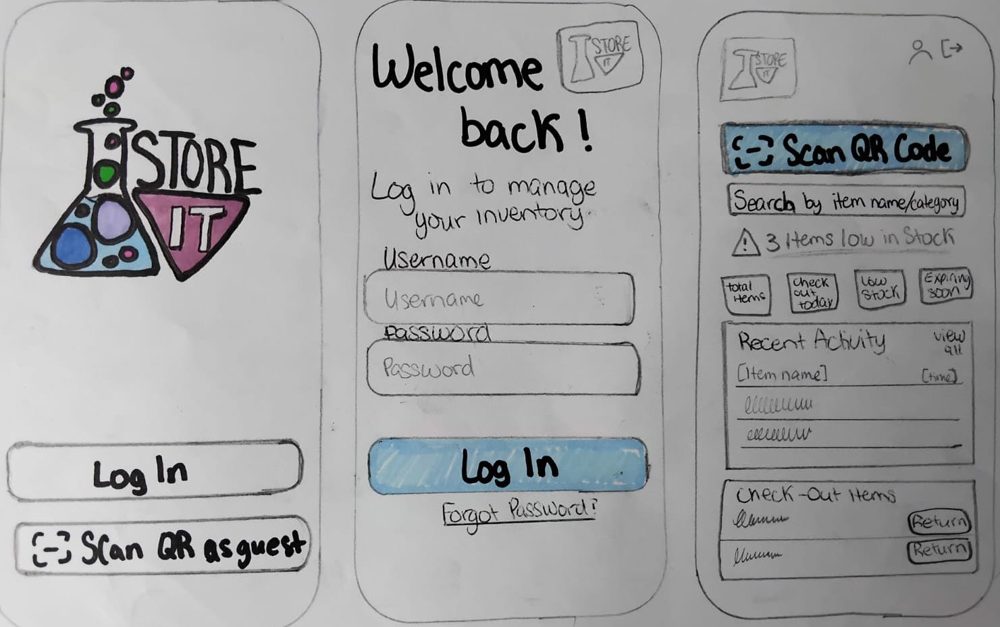 STORE
IT
Log In
Scan QR as guest
Welcome
back!
STORE
IT
Log in to manage
your inventory.
Username
Username
Password
Password
Log In
Forgot Password?
STORE
IT
Scan QR Code
Search by item name/category
3 Items low in Stock
total
items
check
out
today
Low
Stock
Expiring
soon
Recent Activity
view
all
[Item name]
[time]
Check-Out Items
Return
Return